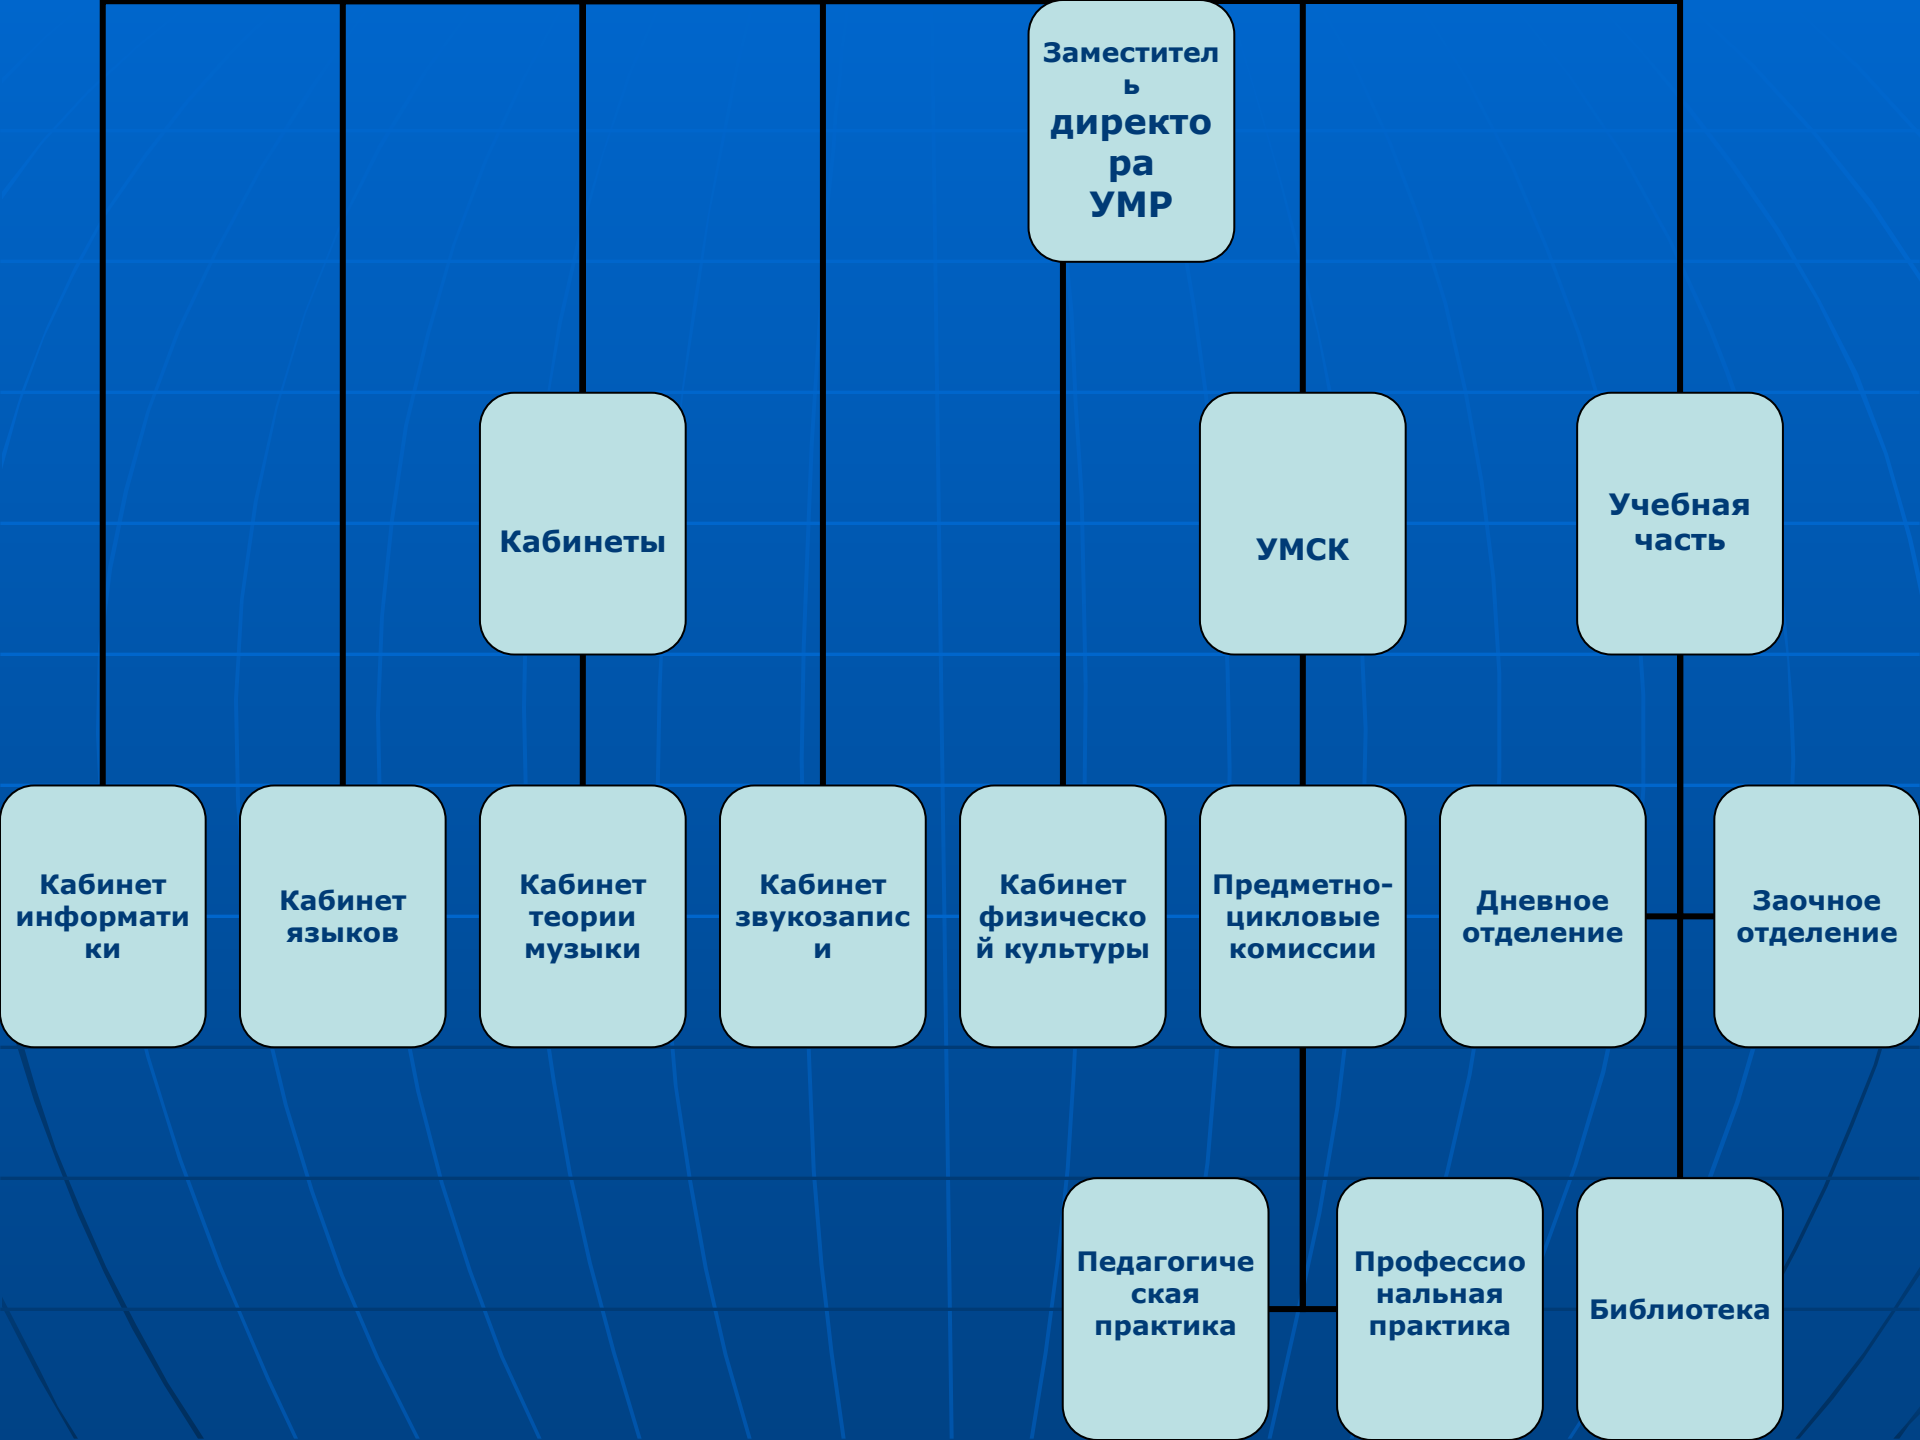 Заместител
ь
директо
ра
УМР
Кабинеты
УМСК
Учебная
часть
Кабинет
информати
ки
Кабинет
языков
Кабинет
теории
музыки
Кабинет
звукозапис
и
Кабинет
физическо
й культуры
Предметно-
цикловые
комиссии
Дневное
отделение
Заочное
отделение
Педагогиче
ская
практика
Профессио
нальная
практика
Библиотека